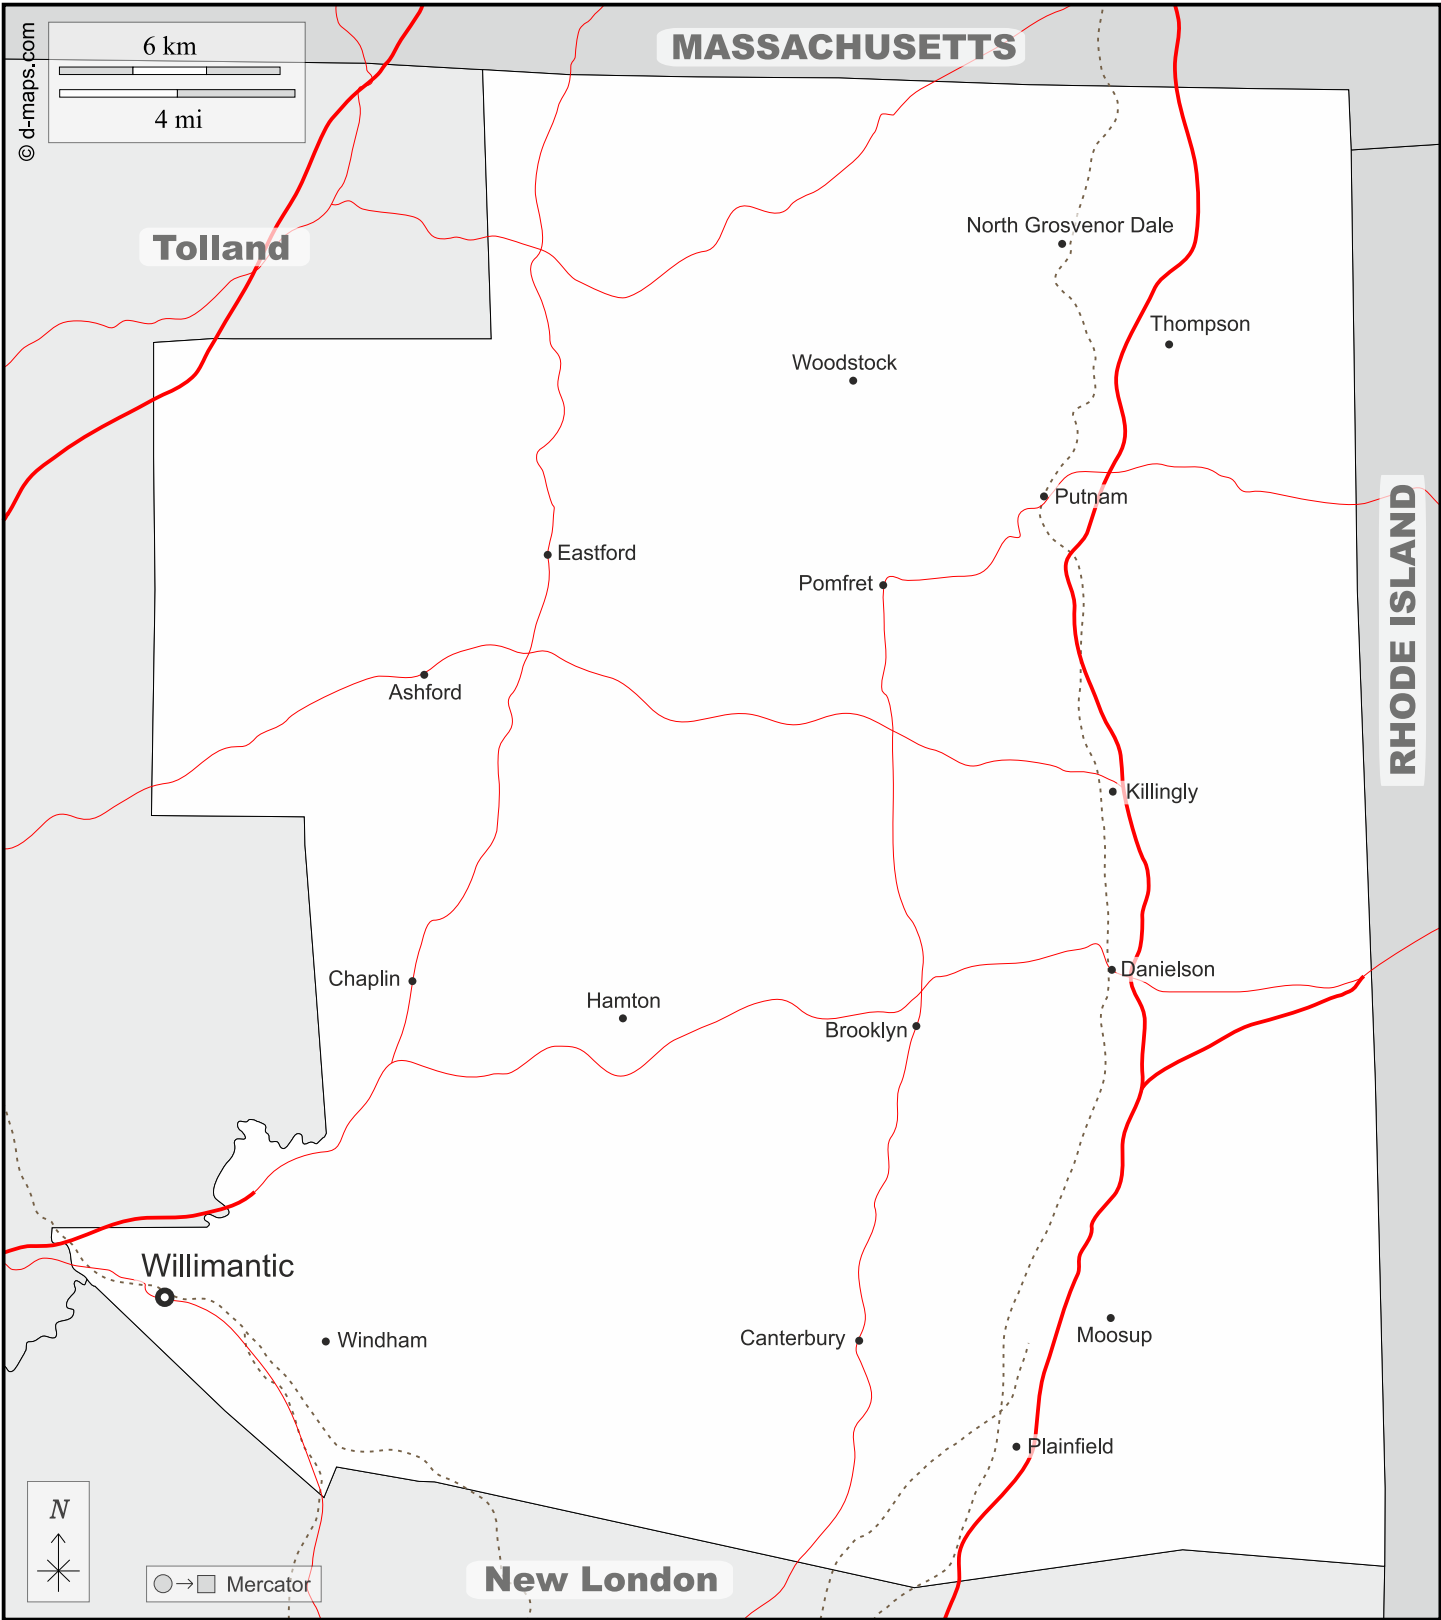 © d-maps.com
6 km
4 mi
MASSACHUSETTS
Tolland
North Grosvenor Dale
Thompson
Woodstock
Putnam
RHODE ISLAND
Eastford
Pomfret
Ashford
Killingly
Chaplin
Hamton
Danielson
Brooklyn
Willimantic
Windham
Canterbury
Moosup
Plainfield
N
Mercator
New London